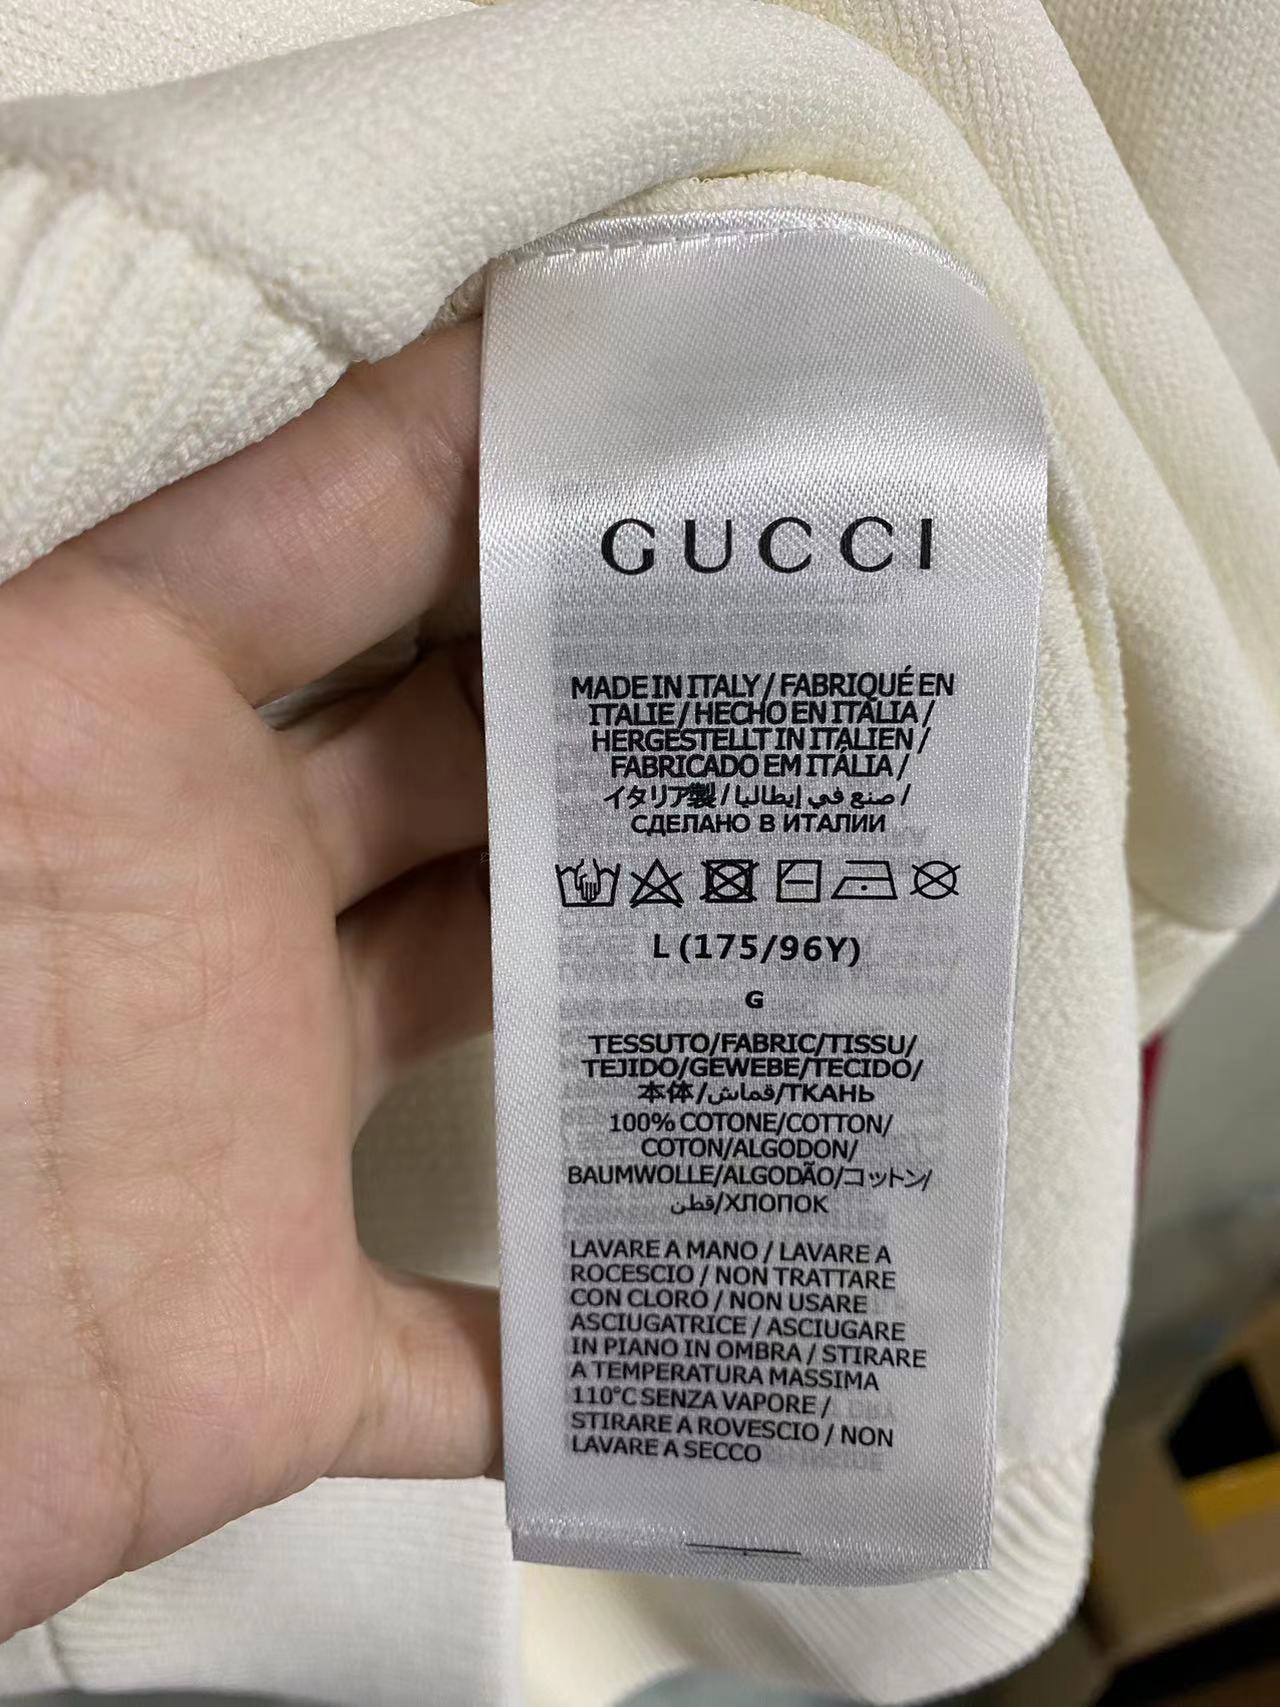 GUCCI
MADE IN ITALY / FABRIQUÉ EN
ITALIE / HECHO EN ITALIA /
HERGESTELLT IN ITALIEN /
FABRICADO EM ITÁLIA /
イタリア製 / صنع في إيطاليا /
СДЕЛАНО В ИТАЛИИ
L (175/96Y)
G
TESSUTO/FABRIC/TISSU/
TEJIDO/GEWEBE/TECIDO/
本体/قماش/ТКАНЬ
100% COTONE/COTTON/
COTON/ALGODON/
BAUMWOLLE/ALGODÃO/コットン/
قطن/ХЛОПОК
LAVARE A MANO / LAVARE A
ROCESCIO / NON TRATTARE
CON CLORO / NON USARE
ASCIUGATRICE / ASCIUGARE
IN PIANO IN OMBRA / STIRARE
A TEMPERATURA MASSIMA
110°C SENZA VAPORE /
STIRARE A ROVESCIO / NON
LAVARE A SECCO